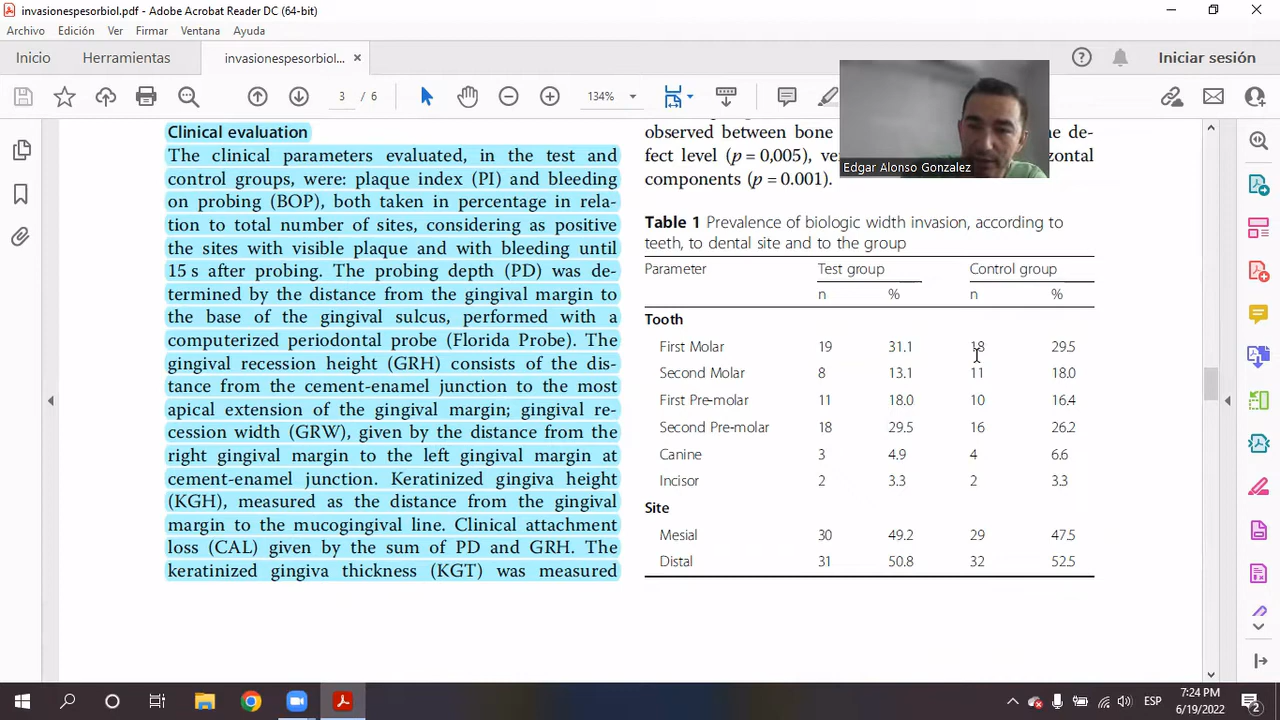 invasionespesorbiol.pdf - Adobe Acrobat Reader DC (64-bit)
Archivo Edición Ver Firmar Ventana Ayuda
Inicio Herramientas invasionespesorbiol... × Iniciar sesión
3 / 6 134%
Clinical evaluation
The clinical parameters evaluated, in the test and
control groups, were: plaque index (PI) and bleeding
on probing (BOP), both taken in percentage in rela-
tion to total number of sites, considering as positive
the sites with visible plaque and with bleeding until
15 s after probing. The probing depth (PD) was de-
termined by the distance from the gingival margin to
the base of the gingival sulcus, performed with a
computerized periodontal probe (Florida Probe). The
gingival recession height (GRH) consists of the dis-
tance from the cement-enamel junction to the most
apical extension of the gingival margin; gingival re-
cession width (GRW), given by the distance from the
right gingival margin to the left gingival margin at
cement-enamel junction. Keratinized gingiva height
(KGH), measured as the distance from the gingival
margin to the mucogingival line. Clinical attachment
loss (CAL) given by the sum of PD and GRH. The
keratinized gingiva thickness (KGT) was measured
observed between bone
fect level (p = 0,005),
components (p = 0.001).
Edgar Alonso Gonzalez
Table 1 Prevalence of biologic width invasion, according to
teeth, to dental site and to the group
Parameter Test group Control group
n % n %
Tooth
First Molar 19 31.1 18 29.5
Second Molar 8 13.1 11 18.0
First Pre-molar 11 18.0 10 16.4
Second Pre-molar 18 29.5 16 26.2
Canine 3 4.9 4 6.6
Incisor 2 3.3 2 3.3
Site
Mesial 30 49.2 29 47.5
Distal 31 50.8 32 52.5
ESP
7:24 PM
6/19/2022
2